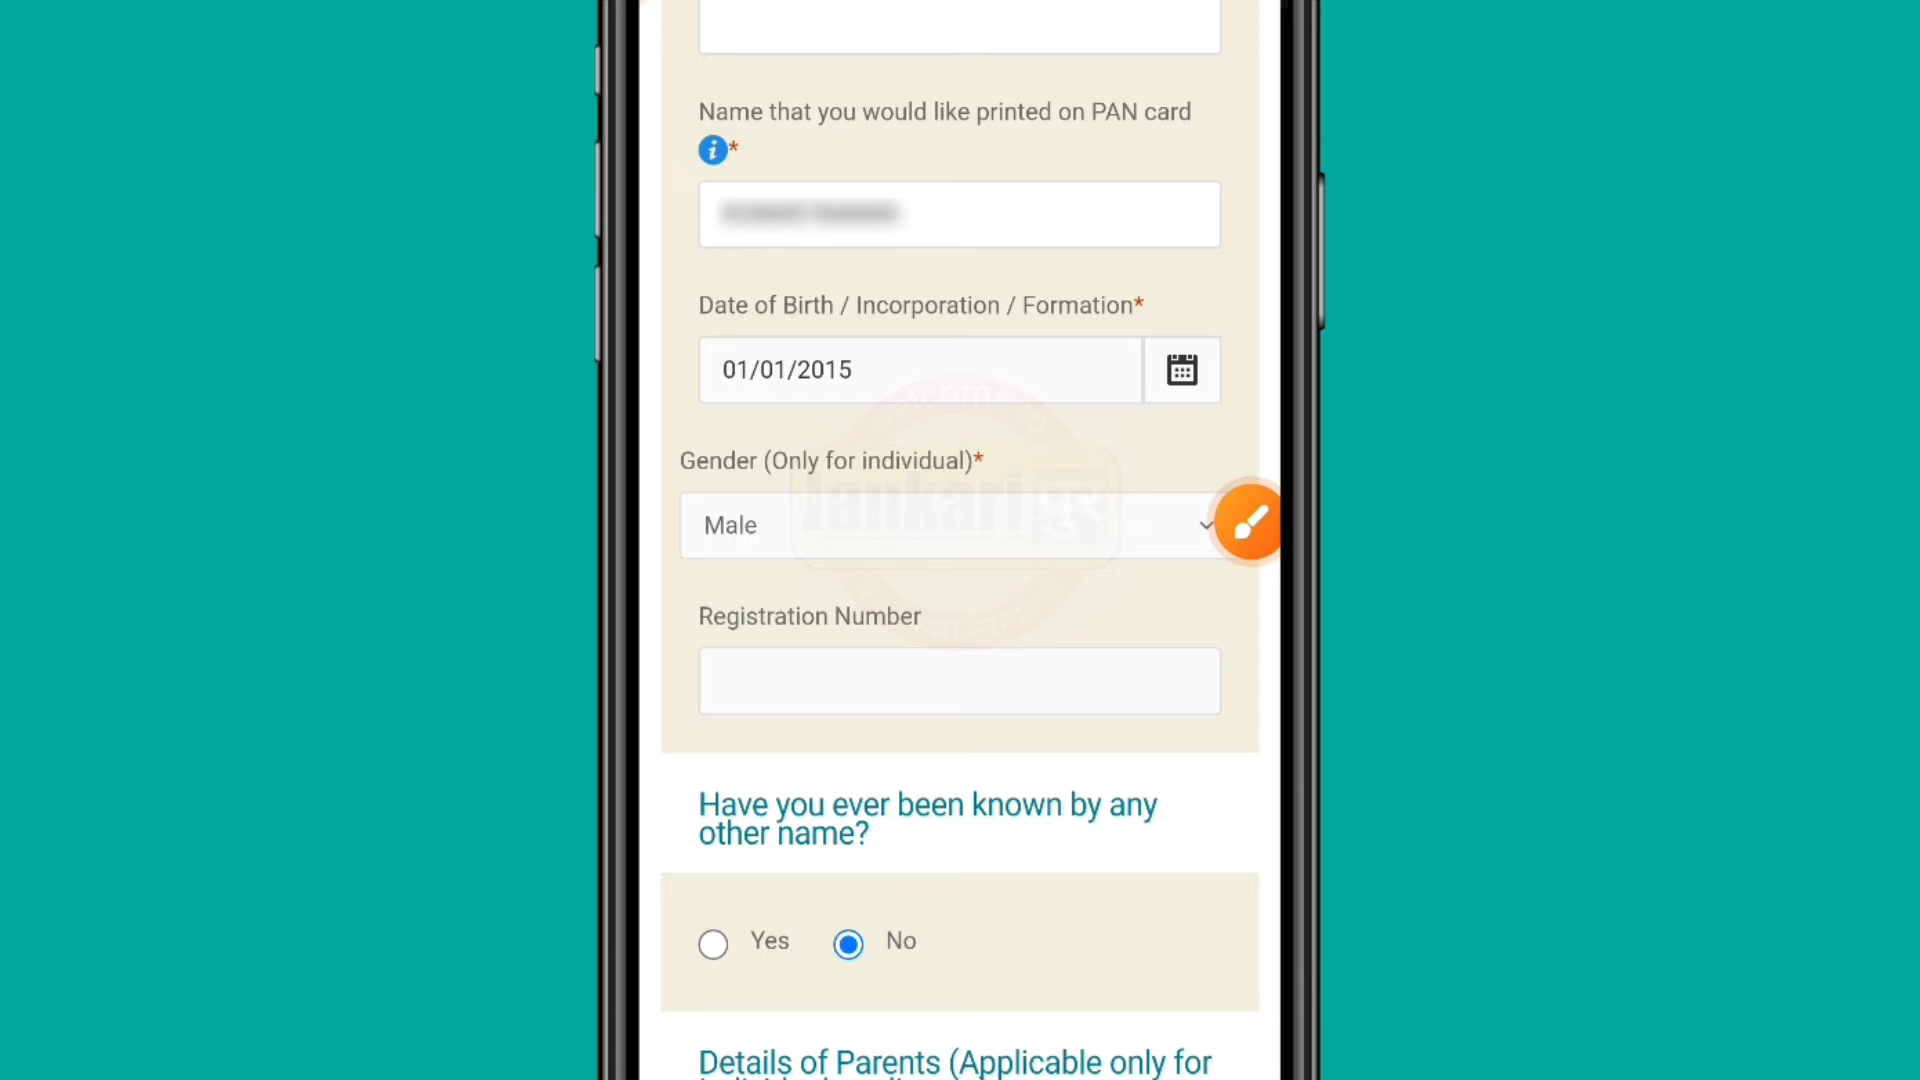 Name that you would like printed on PAN card
i*
Date of Birth / Incorporation / Formation*
01/01/2015
Gender (Only for individual)*
Jankari पुर
Male
Registration Number
Have you ever been known by any
other name?
Yes No
Details of Parents (Applicable only for